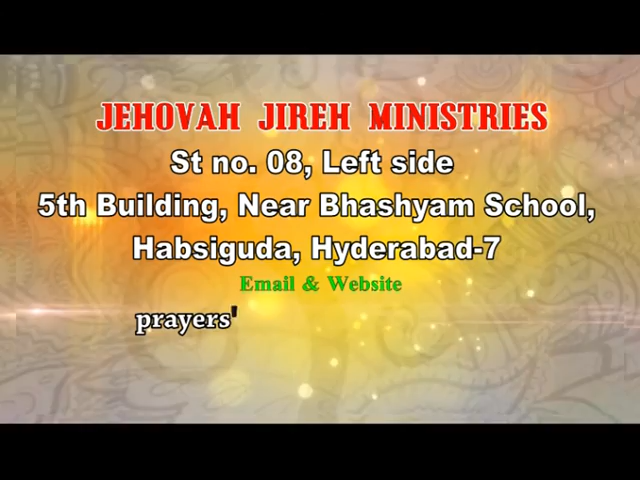 JEHOVAH JIREH MINISTRIES
St no. 08, Left side
5th Building, Near Bhashyam School,
Habsiguda, Hyderabad-7
Email & Website
prayers'